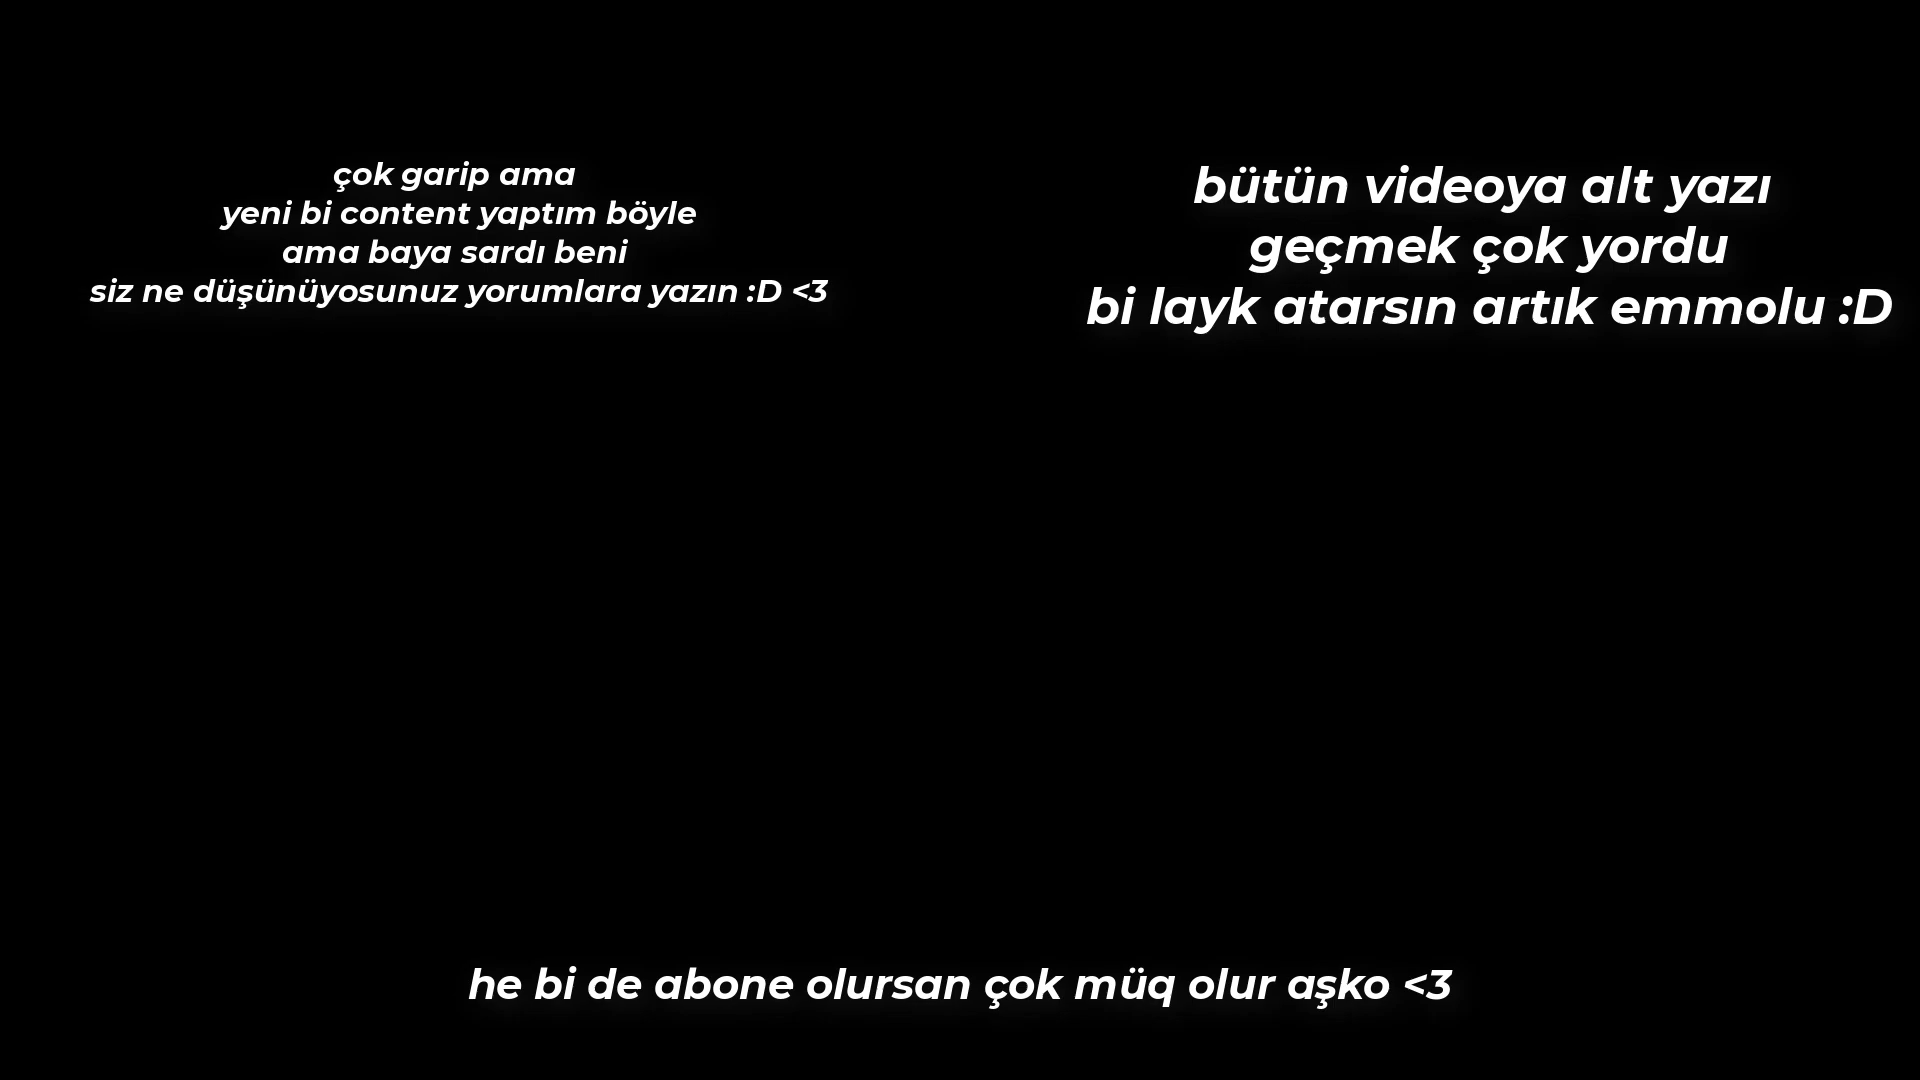 çok garip ama
yeni bi content yaptım böyle
ama baya sardı beni
siz ne düşünüyosunuz yorumlara yazın :D <3
bütün videoya alt yazı
geçmek çok yordu
bi layk atarsın artık emmolu :D
he bi de abone olursan çok müq olur aşko <3